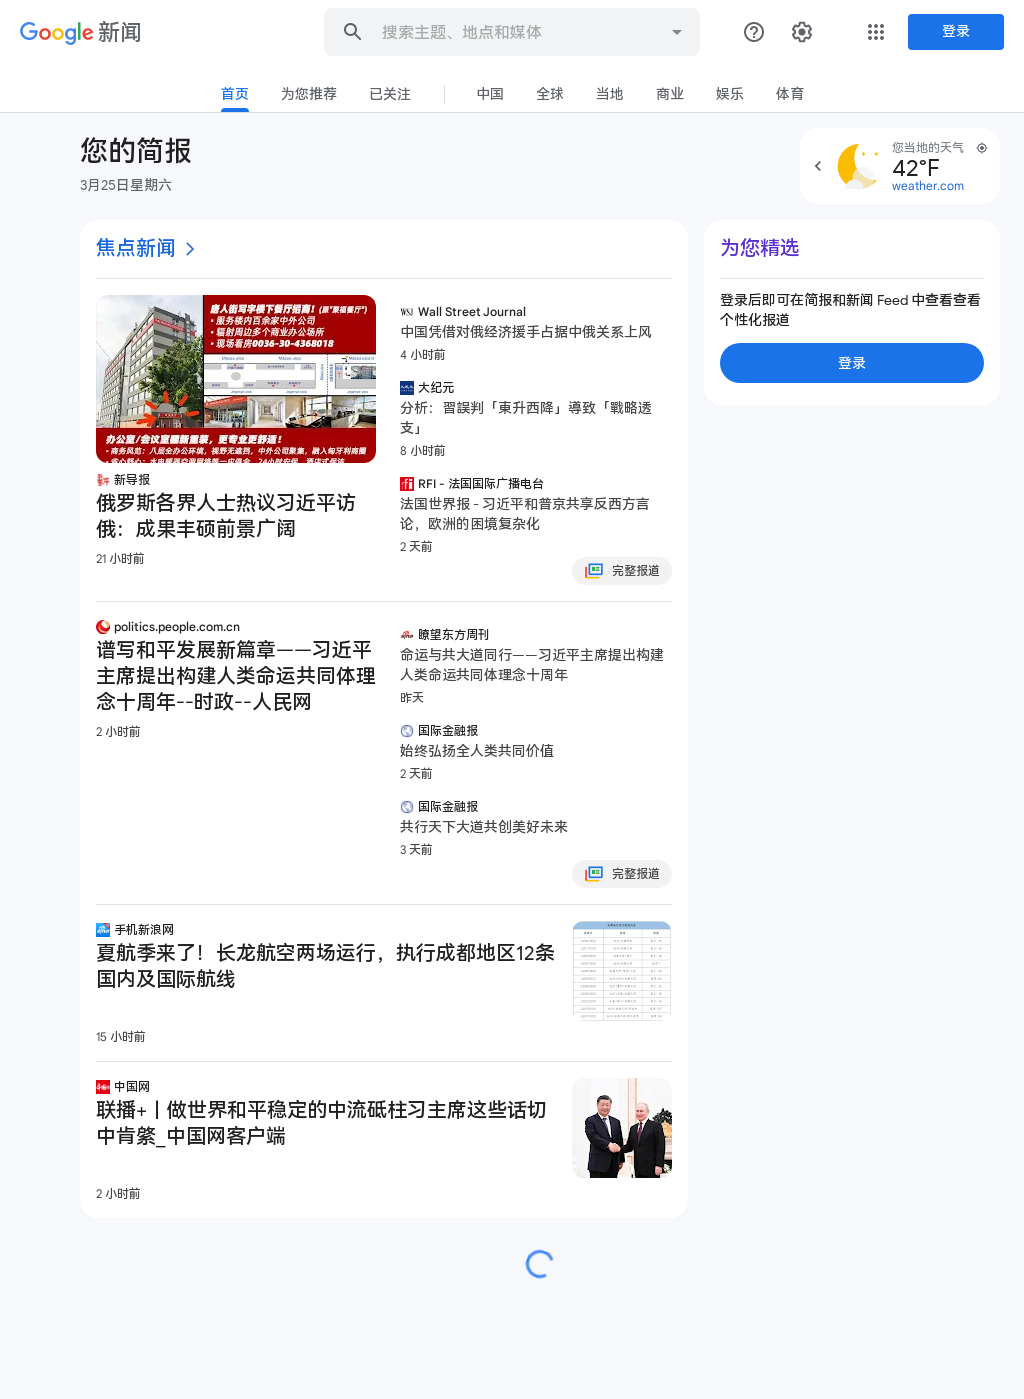 Google 新闻
搜索主题、地点和媒体
登录
首页
为您推荐
已关注
中国
全球
当地
商业
娱乐
体育
您的简报
3月25日星期六
您当地的天气
42°F
weather.com
焦点新闻
唐人街写字楼下餐厅招商！(原"聚福餐厅")
• 服务楼内百余家中外公司
• 辐射周边多个商业办公场所
• 现场看房0036-30-4368018
办公室/会议室翻新重装，更专业更舒适！
新导报
俄罗斯各界人士热议习近平访
俄：成果丰硕前景广阔
21 小时前
Wall Street Journal
中国凭借对俄经济援手占据中俄关系上风
4 小时前
大纪元
分析：習誤判「東升西降」導致「戰略透
支」
8 小时前
RFI - 法国国际广播电台
法国世界报 - 习近平和普京共享反西方言
论，欧洲的困境复杂化
2 天前
完整报道
politics.people.com.cn
谱写和平发展新篇章——习近平
主席提出构建人类命运共同体理
念十周年--时政--人民网
2 小时前
瞭望东方周刊
命运与共大道同行——习近平主席提出构建
人类命运共同体理念十周年
昨天
国际金融报
始终弘扬全人类共同价值
2 天前
国际金融报
共行天下大道共创美好未来
3 天前
完整报道
手机新浪网
夏航季来了！长龙航空两场运行，执行成都地区12条
国内及国际航线
15 小时前
中国网
联播+丨做世界和平稳定的中流砥柱习主席这些话切
中肯綮_中国网客户端
2 小时前
为您精选
登录后即可在简报和新闻 Feed 中查看查看
个性化报道
登录